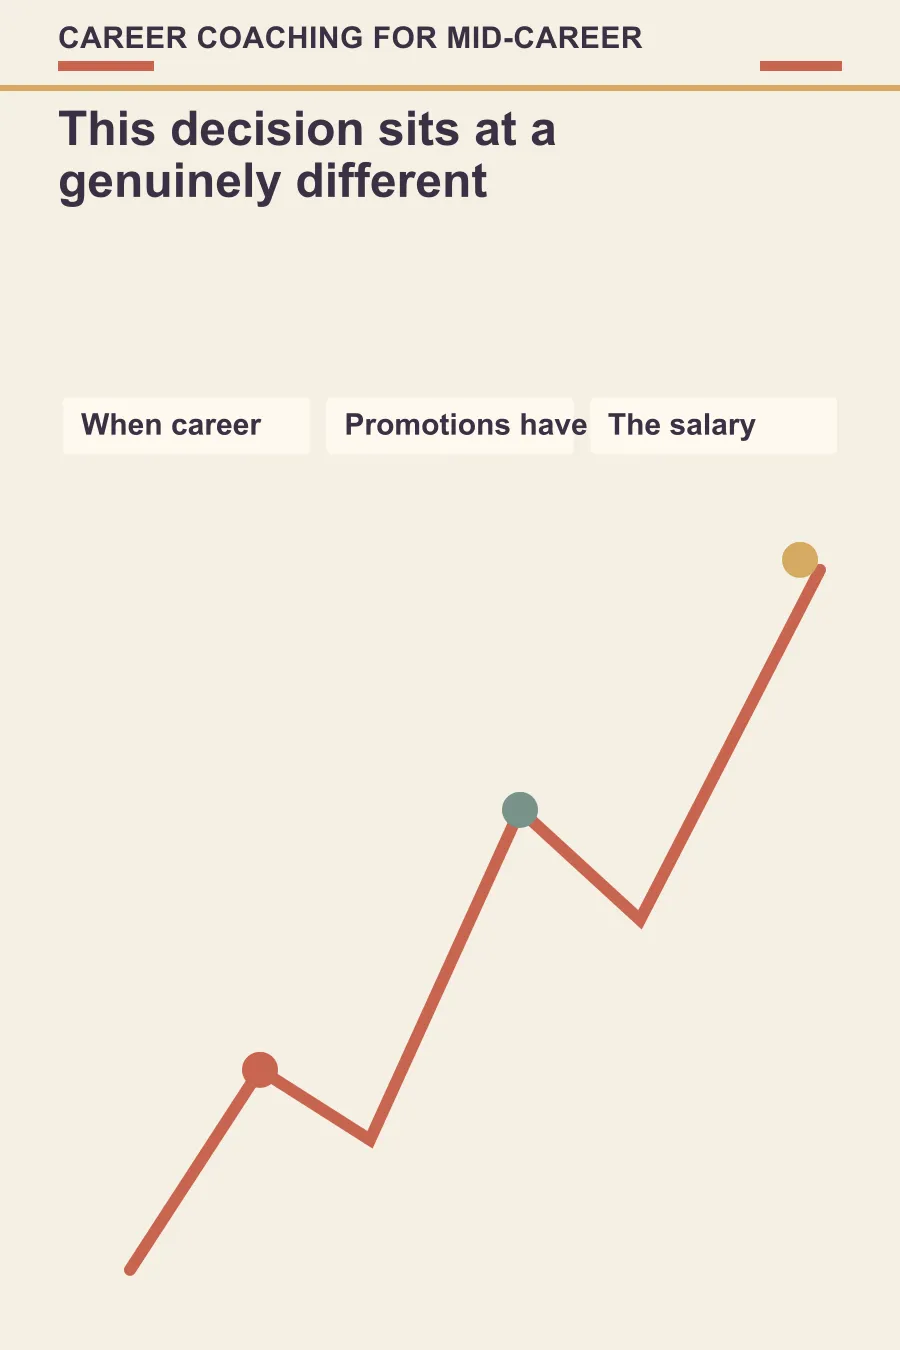 CAREER COACHING FOR MID-CAREER
This decision sits at a
genuinely different
When career
Promotions have
The salary